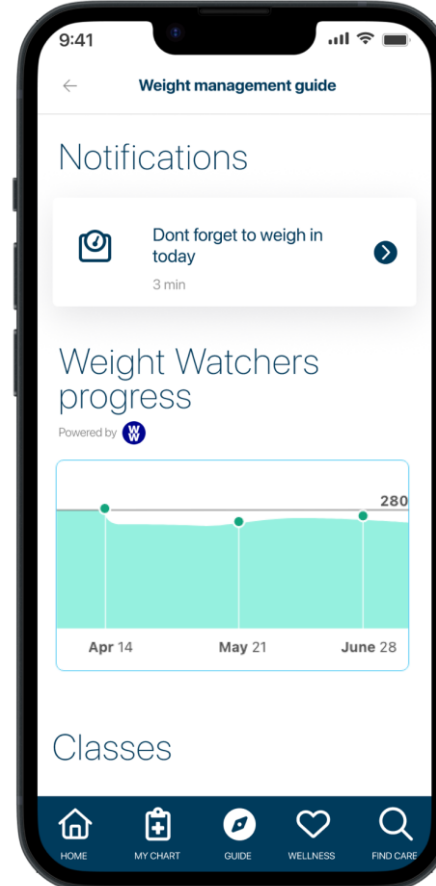 9:41
Weight management guide
Notifications
Dont forget to weigh in
today
3 min
Weight Watchers
progress
Powered by W W
280
Apr 14 May 21 June 28
Classes
HOME MY CHART GUIDE WELLNESS FIND CARE